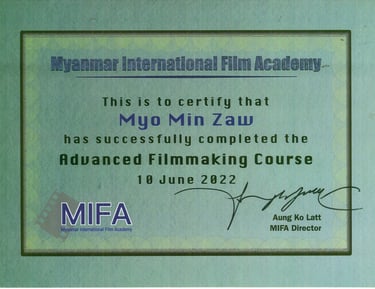 Myanmar International Film Academy
This is to certify that
Myo Min Zaw
has successfully completed the
Advanced Filmmaking Course
10 June 2022
Aung Ko Latt
MIFA Director
MIFA
Myanmar International Film Academy